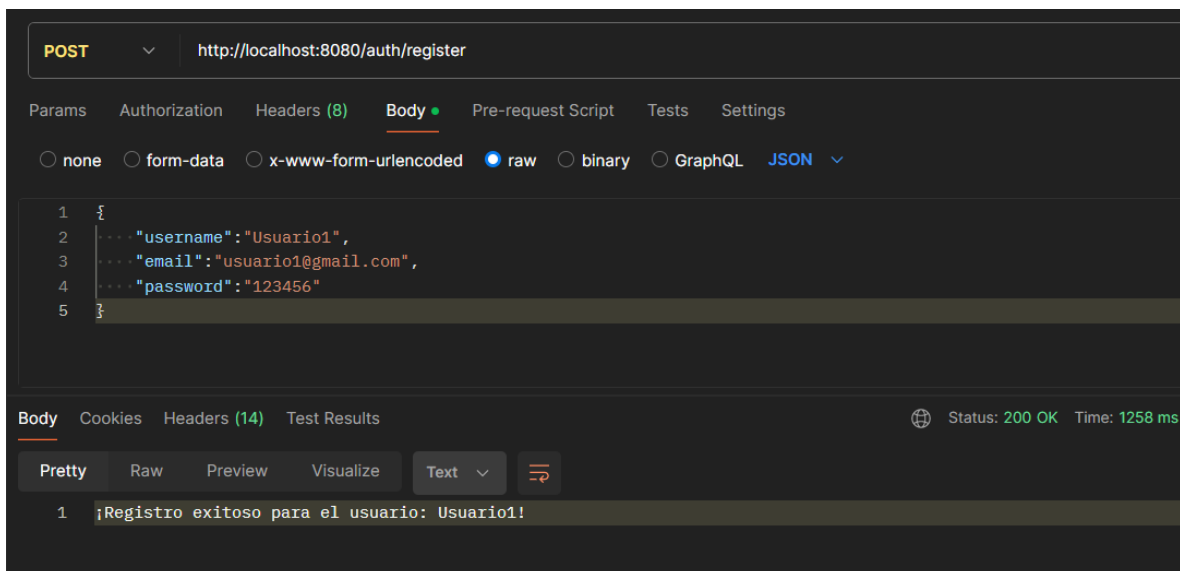 POST http://localhost:8080/auth/register
Params Authorization Headers (8) Body Pre-request Script Tests Settings
none form-data x-www-form-urlencoded raw binary GraphQL JSON
1 {
2 "username":"Usuario1",
3 "email":"usuario1@gmail.com",
4 "password":"123456"
5 }
Body Cookies Headers (14) Test Results Status: 200 OK Time: 1258 ms
Pretty Raw Preview Visualize Text
1 ¡Registro exitoso para el usuario: Usuario1!